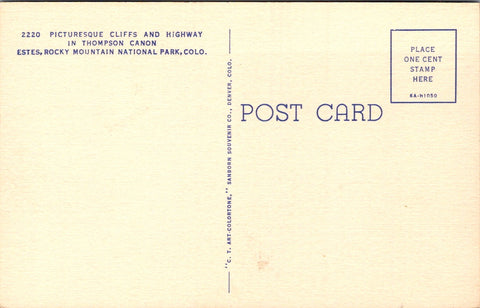 2220 PICTURESQUE CLIFFS AND HIGHWAY
IN THOMPSON CANON
ESTES, ROCKY MOUNTAIN NATIONAL PARK, COLO.
"C. T. ART-COLORTONE," SANBORN SOUVENIR CO., DENVER, COLO.
POST CARD
PLACE
ONE CENT
STAMP
HERE
6A-H1050